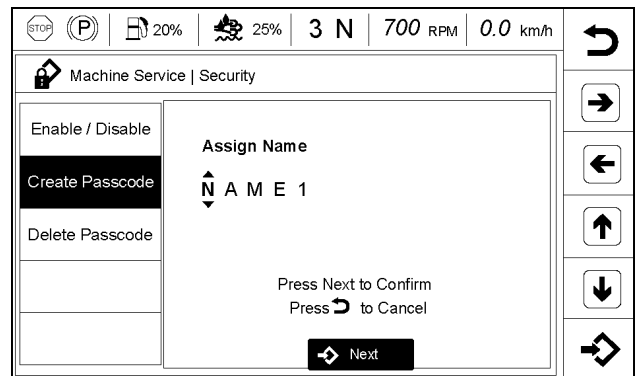 STOP P 20% 25% 3 N 700 RPM 0.0 km/h
Machine Service | Security
Enable / Disable
Create Passcode
Delete Passcode
Assign Name
N A M E 1
Press Next to Confirm
Press to Cancel
Next